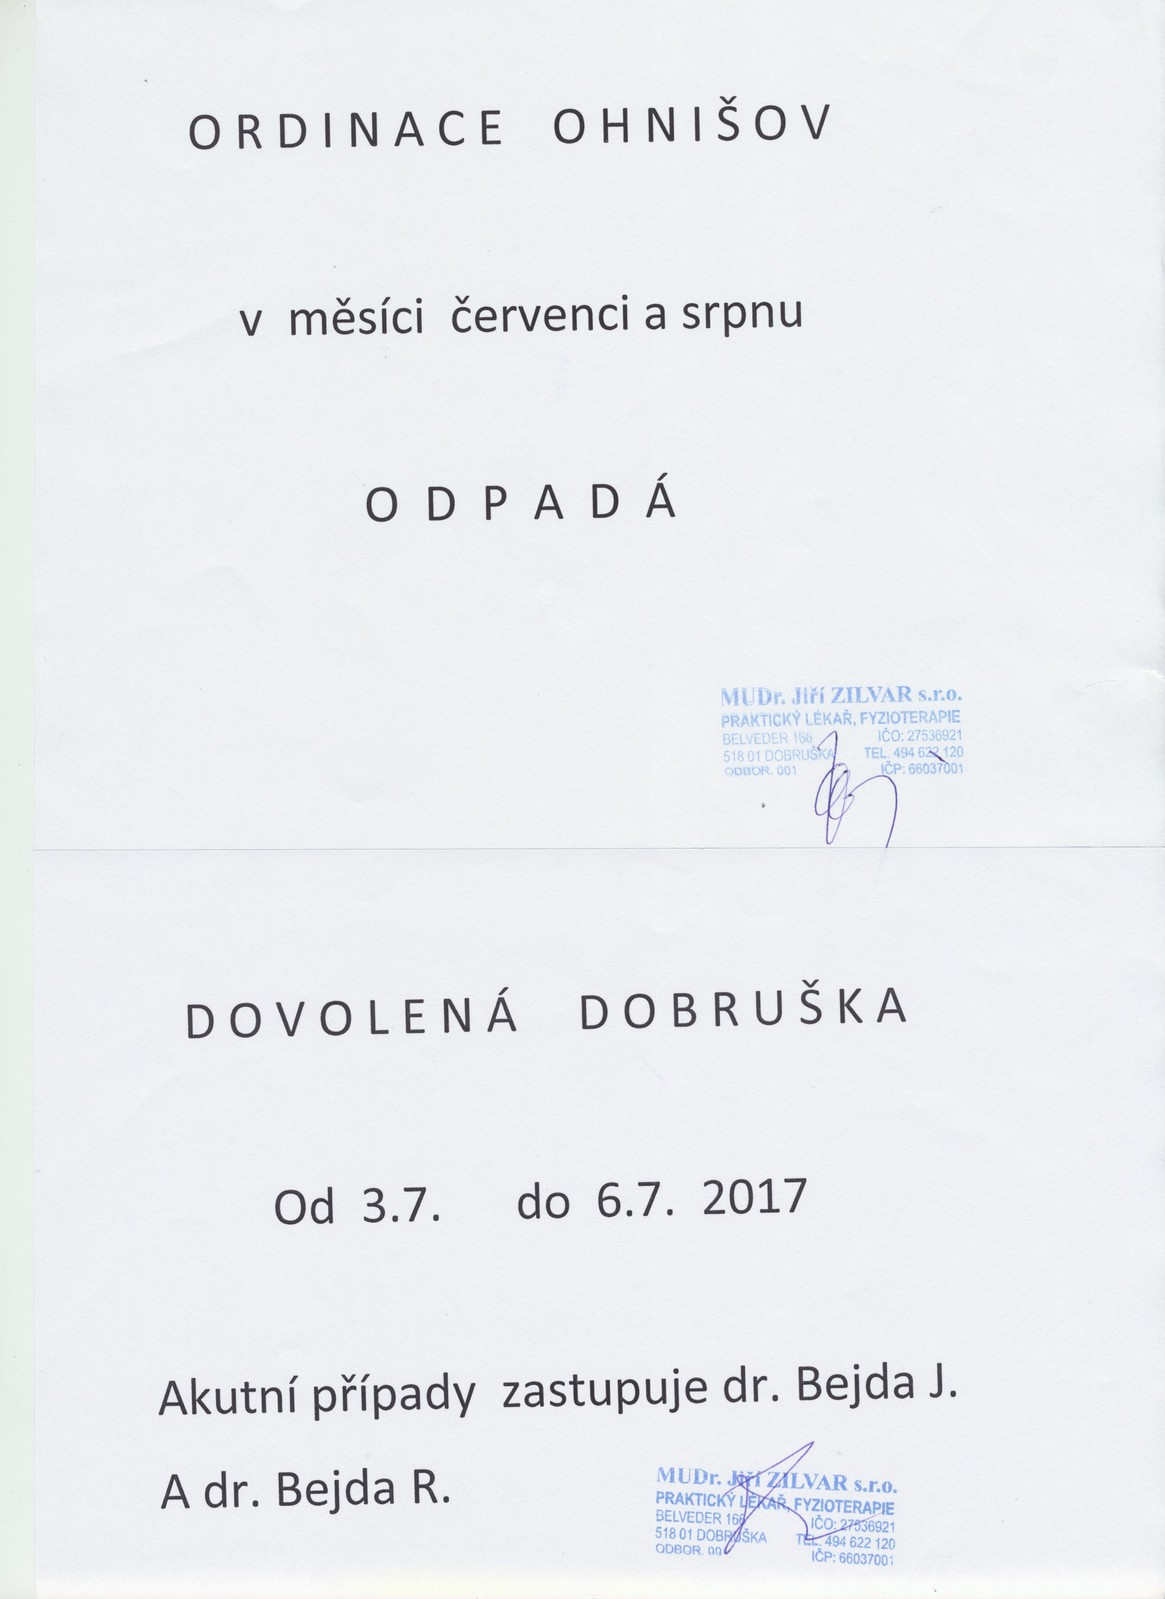 ORDINACE OHNIŠOV
v měsíci červenci a srpnu
ODPADÁ
MUDr. Jiří ZILVAR s.r.o.
PRAKTICKÝ LÉKAŘ, FYZIOTERAPIE
BELVEDER 166 IČO: 27536921
518 01 DOBRUŠKA TEL. 494 622 120
ODBOR. 001 IČP: 66037001
DOVOLENÁ DOBRUŠKA
Od 3.7. do 6.7. 2017
Akutní případy zastupuje dr. Bejda J.
A dr. Bejda R.
MUDr. Jiří ZILVAR s.r.o.
PRAKTICKÝ LÉKAŘ, FYZIOTERAPIE
BELVEDER 166 IČO: 27536921
518 01 DOBRUŠKA TEL. 494 622 120
ODBOR. 00 IČP: 66037001